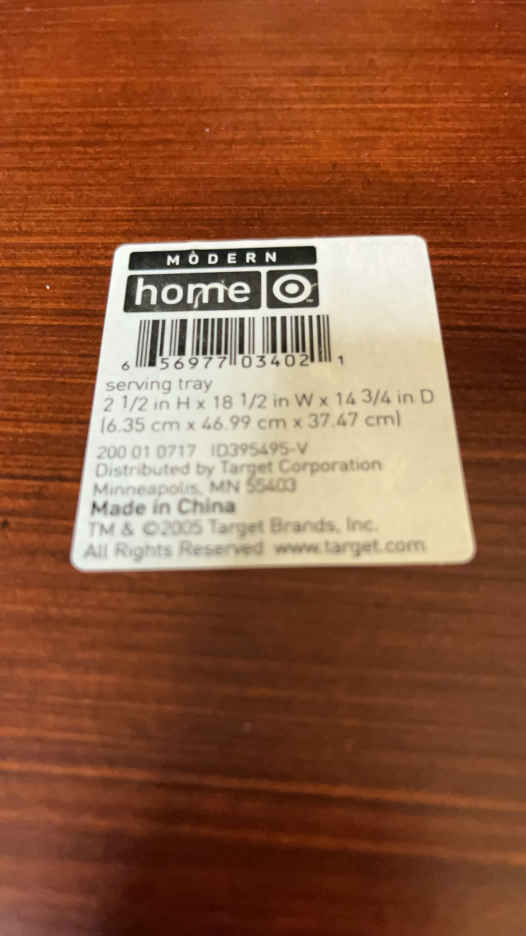 MODERN
home
6 56977 03402 1
serving tray
2 1/2 in H x 18 1/2 in W x 14 3/4 in D
(6.35 cm x 46.99 cm x 37.47 cm)
200 01 0717 ID395495-V
Distributed by Target Corporation
Minneapolis, MN 55403
Made in China
TM & ©2005 Target Brands, Inc.
All Rights Reserved www.target.com